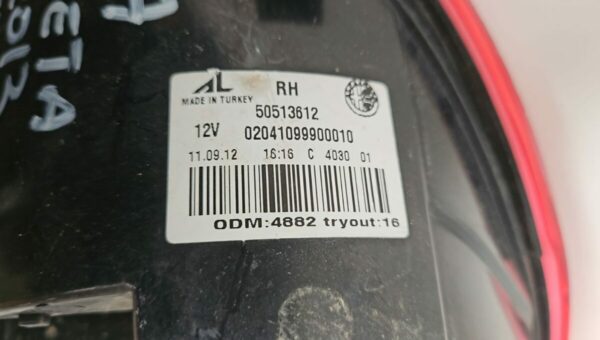 AL
RH
MADE IN TURKEY
50513612
12V 02041099900010
11.09.12 16:16 C 4030 01
ODM:4882 tryout:16